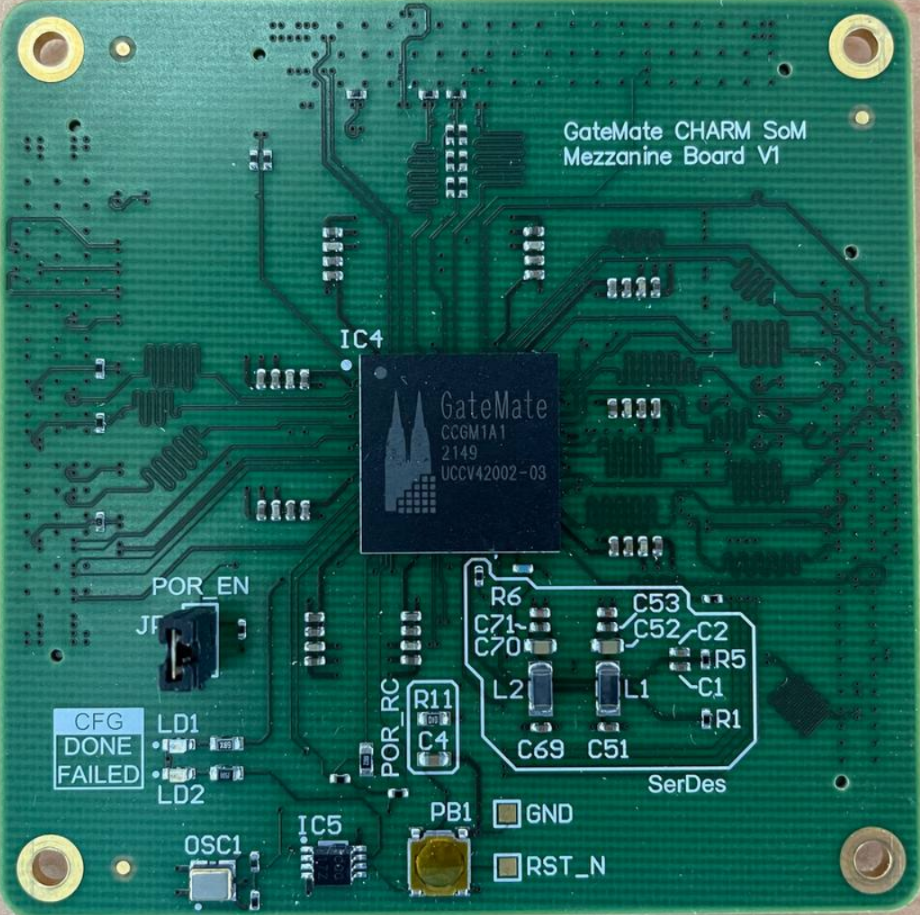 GateMate CHARM SoM
Mezzanine Board V1
IC4
GateMate
CCGM1A1
2149
UCCV42002-03
POR_EN
R6
C53
C71
C52
C2
C70
R5
L2
L1
C1
R1
C69
C51
SerDes
POR_RC
R11
C4
CFG
DONE
FAILED
LD1
LD2
PB1
GND
RST_N
OSC1
IC5